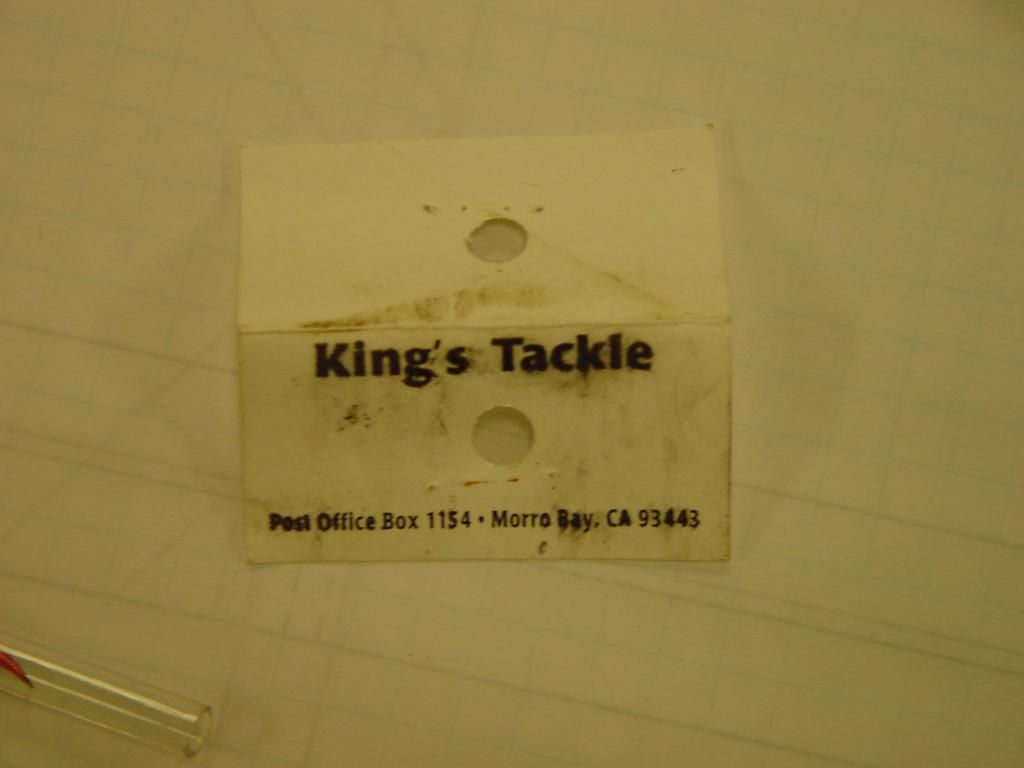 King's Tackle
Post Office Box 1154 • Morro Bay, CA 93443